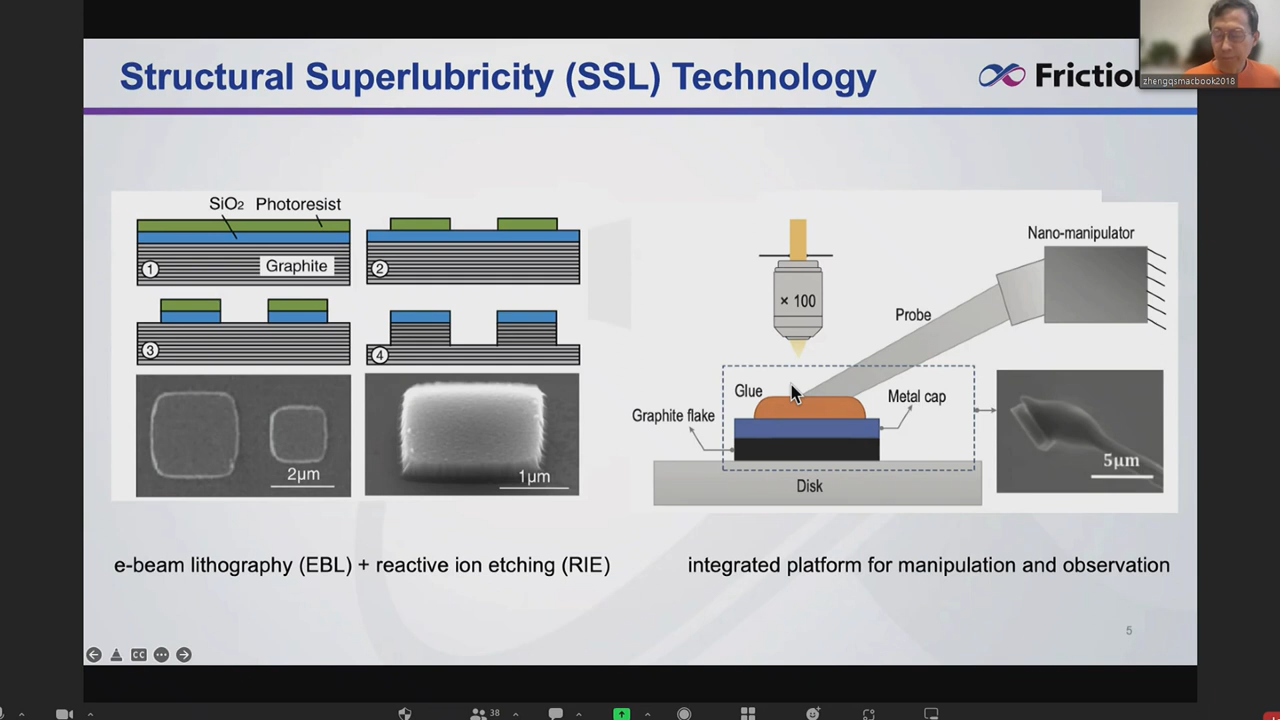 Structural Superlubricity (SSL) Technology
Friction
zhengqsmacbook2018
SiO2 Photoresist
Graphite
1
2
3
4
2μm
1μm
Nano-manipulator
× 100
Probe
Glue
Metal cap
Graphite flake
5μm
Disk
e-beam lithography (EBL) + reactive ion etching (RIE)
integrated platform for manipulation and observation
5
CC
38